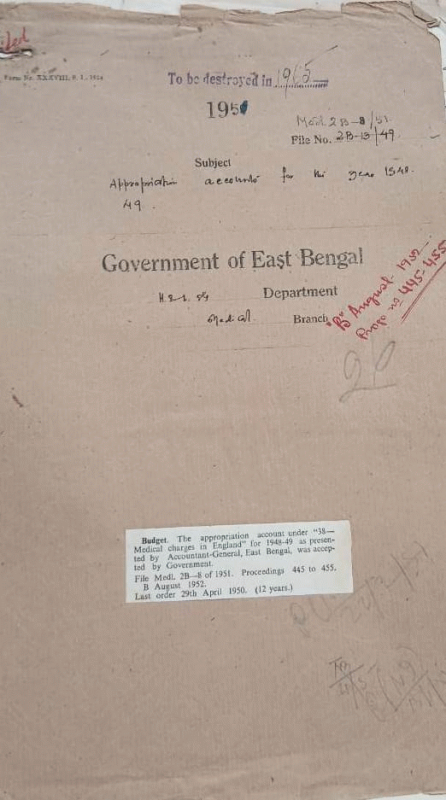 To be destroyed in 1965
1951
Medl. 2B-8/51
File No. 2B-13/49
Subject
Appropriation accounts for the year 1948-
49.
Government of East Bengal
Department
Medical Branch
"B" August. 1952
Progs no 445-455
20
Budget. The appropriation account under "38—
Medical charges in England" for 1948-49 as presen-
ted by Accountant-General, East Bengal, was accep-
ted by Government.
File Medl. 2B—8 of 1951. Proceedings 445 to 455.
B August 1952.
Last order 29th April 1950. (12 years.)